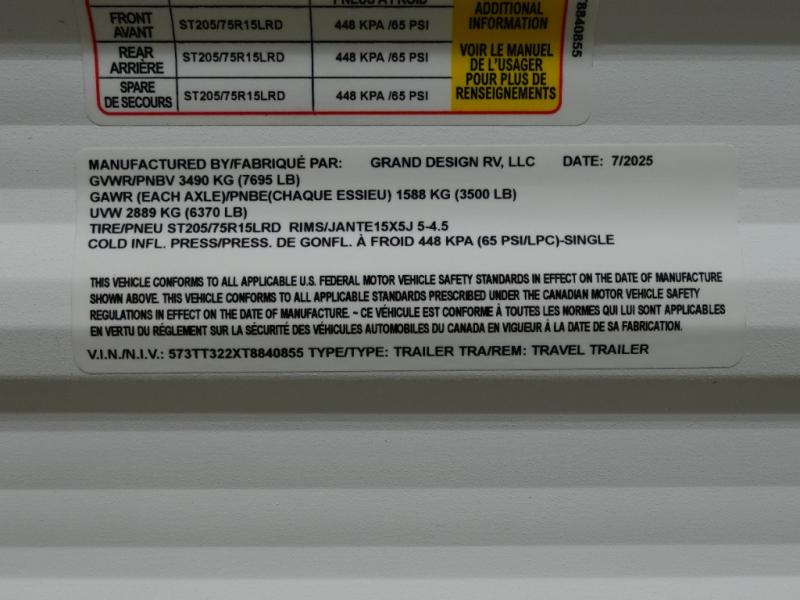 PNEUS À FROID
ADDITIONAL
INFORMATION
FRONT
AVANT
ST205/75R15LRD
448 KPA /65 PSI
REAR
ARRIÈRE
ST205/75R15LRD
448 KPA /65 PSI
SPARE
DE SECOURS
ST205/75R15LRD
448 KPA /65 PSI
VOIR LE MANUEL
DE L'USAGER
POUR PLUS DE
RENSEIGNEMENTS
T8840855
MANUFACTURED BY/FABRIQUÉ PAR: GRAND DESIGN RV, LLC DATE: 7/2025
GVWR/PNBV 3490 KG (7695 LB)
GAWR (EACH AXLE)/PNBE(CHAQUE ESSIEU) 1588 KG (3500 LB)
UVW 2889 KG (6370 LB)
TIRE/PNEU ST205/75R15LRD RIMS/JANTE15X5J 5-4.5
COLD INFL. PRESS/PRESS. DE GONFL. À FROID 448 KPA (65 PSI/LPC)-SINGLE
THIS VEHICLE CONFORMS TO ALL APPLICABLE U.S. FEDERAL MOTOR VEHICLE SAFETY STANDARDS IN EFFECT ON THE DATE OF MANUFACTURE
SHOWN ABOVE. THIS VEHICLE CONFORMS TO ALL APPLICABLE STANDARDS PRESCRIBED UNDER THE CANADIAN MOTOR VEHICLE SAFETY
REGULATIONS IN EFFECT ON THE DATE OF MANUFACTURE. ~ CE VÉHICULE EST CONFORME À TOUTES LES NORMES QUI LUI SONT APPLICABLES
EN VERTU DU RÉGLEMENT SUR LA SÉCURITÉ DES VÉHICULES AUTOMOBILES DU CANADA EN VIGUEUR À LA DATE DE SA FABRICATION.
V.I.N./N.I.V.: 573TT322XT8840855 TYPE/TYPE: TRAILER TRA/REM: TRAVEL TRAILER